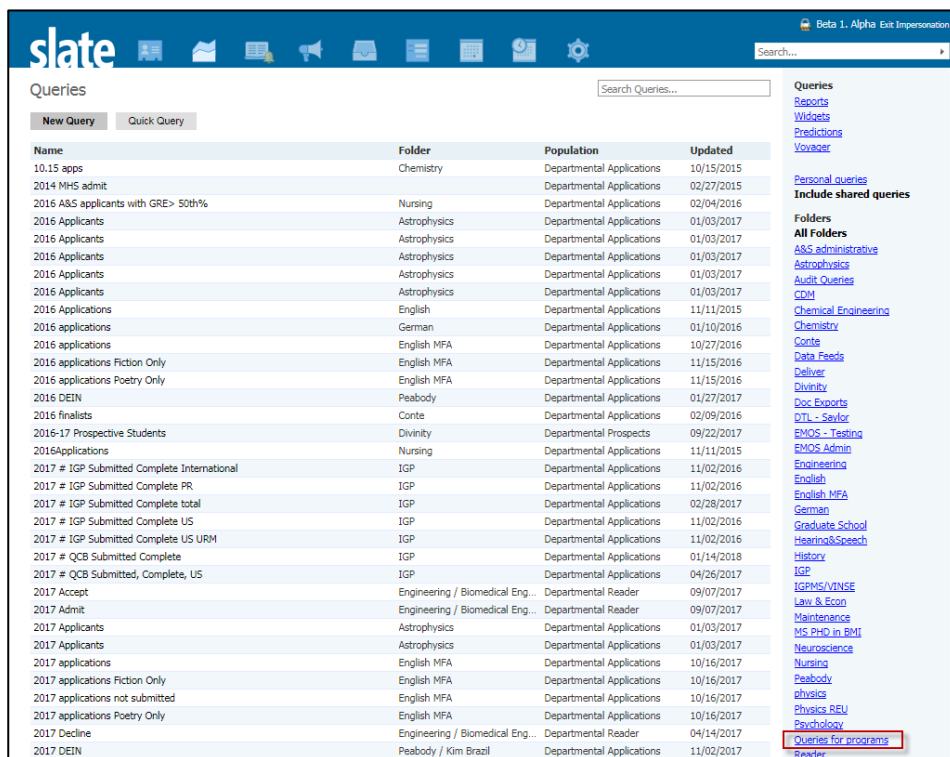 Beta 1. Alpha Exit Impersonation
slate
Search...
Queries
Search Queries...
New Query Quick Query
Name Folder Population Updated
10.15 apps Chemistry Departmental Applications 10/15/2015
2014 MHS admit Departmental Applications 02/27/2015
2016 A&S applicants with GRE> 50th% Nursing Departmental Applications 02/04/2016
2016 Applicants Astrophysics Departmental Applications 01/03/2017
2016 Applicants Astrophysics Departmental Applications 01/03/2017
2016 Applicants Astrophysics Departmental Applications 01/03/2017
2016 Applicants Astrophysics Departmental Applications 01/03/2017
2016 Applicants Astrophysics Departmental Applications 01/03/2017
2016 Applications English Departmental Applications 11/11/2015
2016 applications German Departmental Applications 01/10/2016
2016 applications English MFA Departmental Applications 10/27/2016
2016 applications Fiction Only English MFA Departmental Applications 11/15/2016
2016 applications Poetry Only English MFA Departmental Applications 11/15/2016
2016 DEIN Peabody Departmental Applications 01/27/2017
2016 finalists Conte Departmental Applications 02/09/2016
2016-17 Prospective Students Divinity Departmental Prospects 09/22/2017
2016Applications Nursing Departmental Applications 11/11/2015
2017 # IGP Submitted Complete International IGP Departmental Applications 11/02/2016
2017 # IGP Submitted Complete PR IGP Departmental Applications 11/02/2016
2017 # IGP Submitted Complete total IGP Departmental Applications 02/28/2017
2017 # IGP Submitted Complete US IGP Departmental Applications 11/02/2016
2017 # IGP Submitted Complete US URM IGP Departmental Applications 11/02/2016
2017 # QCB Submitted Complete IGP Departmental Applications 01/14/2018
2017 # QCB Submitted, Complete, US IGP Departmental Applications 04/26/2017
2017 Accept Engineering / Biomedical Eng... Departmental Reader 09/07/2017
2017 Admit Engineering / Biomedical Eng... Departmental Reader 09/07/2017
2017 Applicants Astrophysics Departmental Applications 01/03/2017
2017 Applicants Astrophysics Departmental Applications 01/03/2017
2017 applications English MFA Departmental Applications 10/16/2017
2017 applications Fiction Only English MFA Departmental Applications 10/16/2017
2017 applications not submitted English MFA Departmental Applications 10/16/2017
2017 applications Poetry Only English MFA Departmental Applications 10/16/2017
2017 Decline Engineering / Biomedical Eng... Departmental Reader 04/14/2017
2017 DEIN Peabody / Kim Brazil Departmental Applications 11/02/2017
Queries
Reports
Widgets
Predictions
Voyager
Personal queries
Include shared queries
Folders
All Folders
A&S administrative
Astrophysics
Audit Queries
CDM
Chemical Engineering
Chemistry
Conte
Data Feeds
Deliver
Divinity
Doc Exports
DTL - Saylor
EMOS - Testing
EMOS Admin
Engineering
English
English MFA
German
Graduate School
Hearing&Speech
History
IGP
IGPMS/VINSE
Law & Econ
Maintenance
MS PHD in BMI
Neuroscience
Nursing
Peabody
physics
Physics REU
Psychology
Queries for programs
Reader